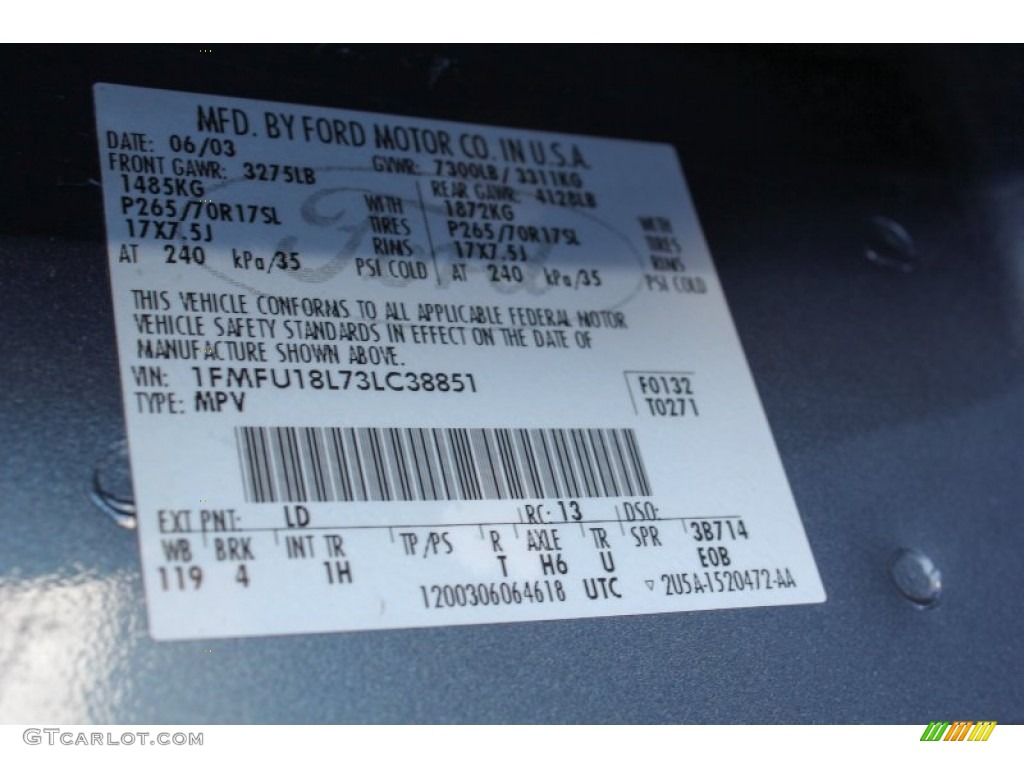 MFD. BY FORD MOTOR CO. IN U.S.A.
DATE: 06/03 GVWR: 7300LB / 3311KG
FRONT GAWR: 3275LB REAR GAWR: 4128LB
1485KG WITH 1872KG WITH
P265/70R17SL TIRES P265/70R17SL TIRES
17X7.5J RIMS 17X7.5J RIMS
AT 240 kPa/35 PSI COLD AT 240 kPa/35 PSI COLD
Ford
THIS VEHICLE CONFORMS TO ALL APPLICABLE FEDERAL MOTOR
VEHICLE SAFETY STANDARDS IN EFFECT ON THE DATE OF
MANUFACTURE SHOWN ABOVE.
VIN: 1FMFU18L73LC38851 F0132
TYPE: MPV T0271
EXT PNT: LD RC: 13 DSO:
WB BRK INT TR TP/PS R AXLE TR SPR 3B714
119 4 1H T H6 U EOB
1200306064618 UTC ▽ 2U5A-1520472-AA
GTCarlot.com